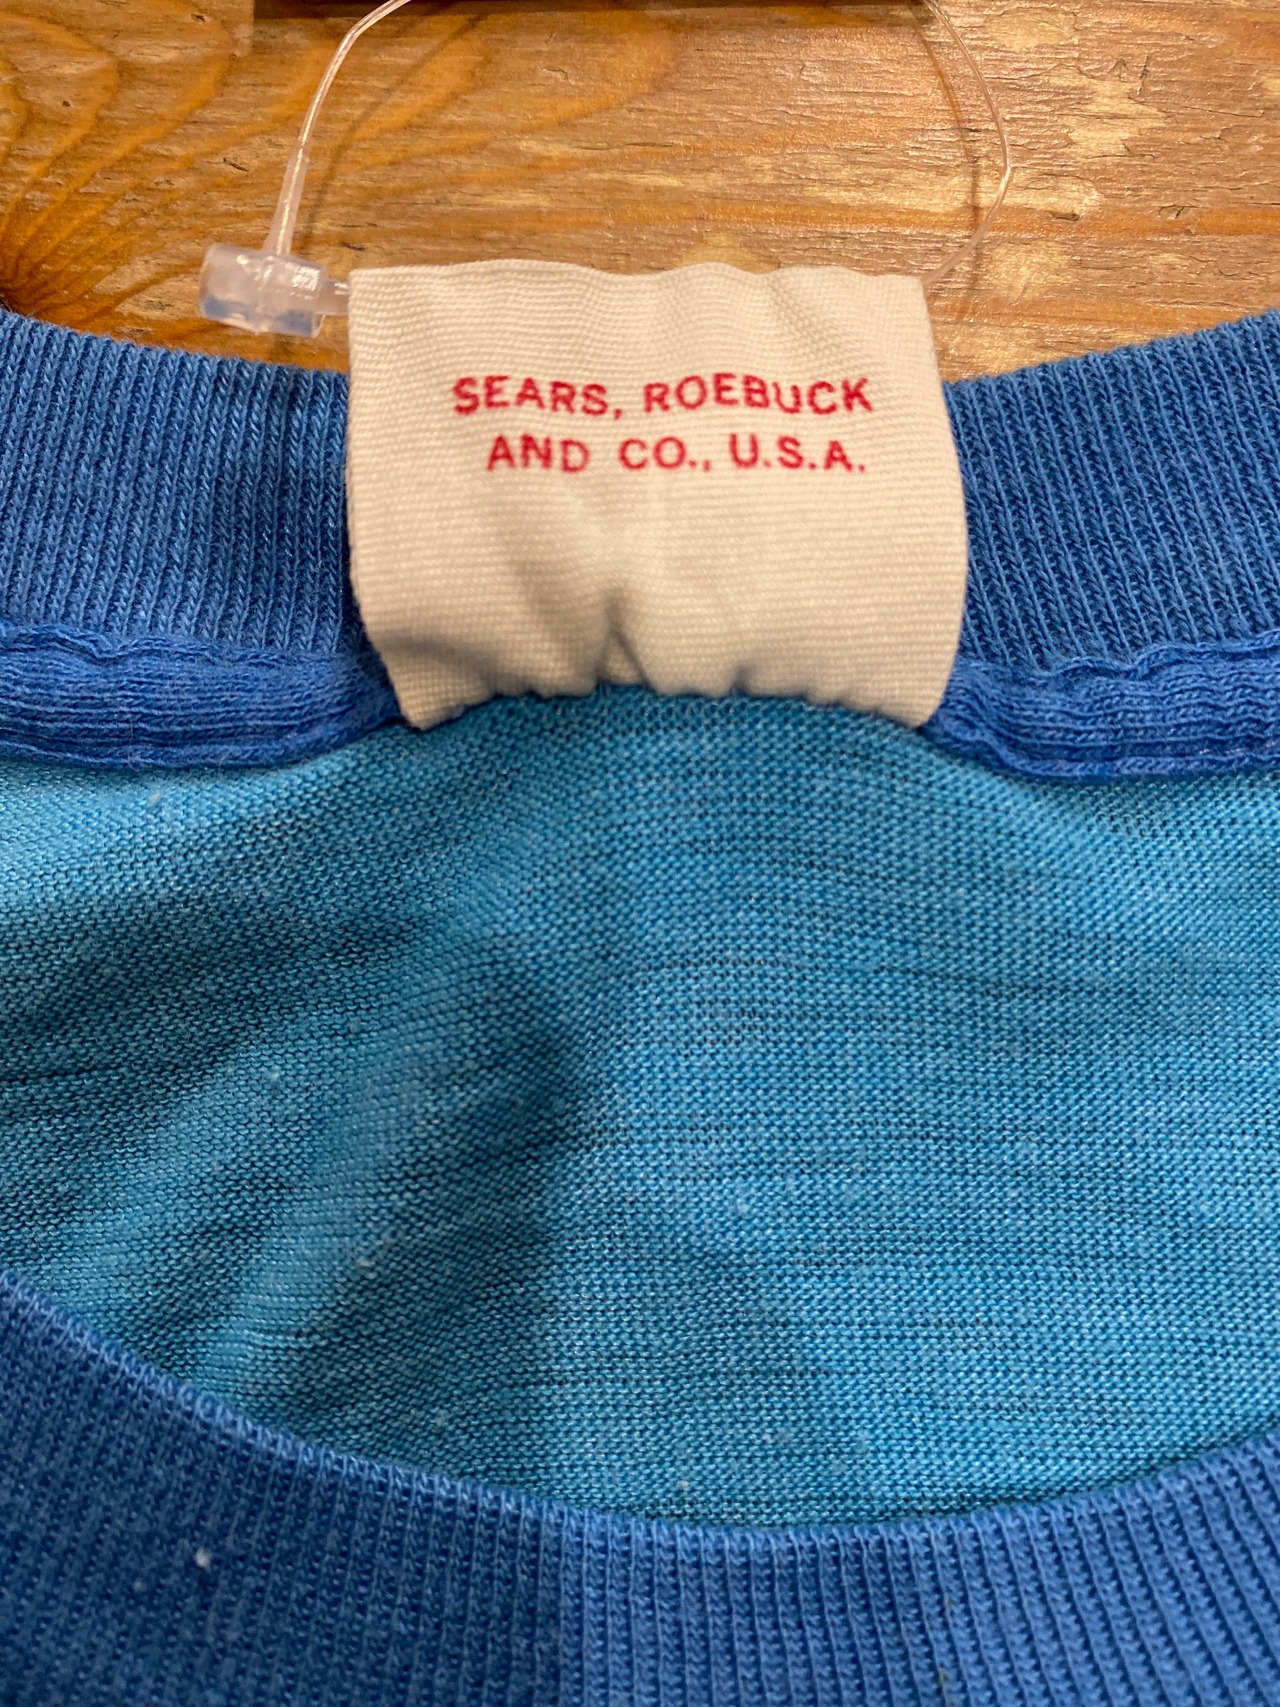 SEARS, ROEBUCK
AND CO., U.S.A.